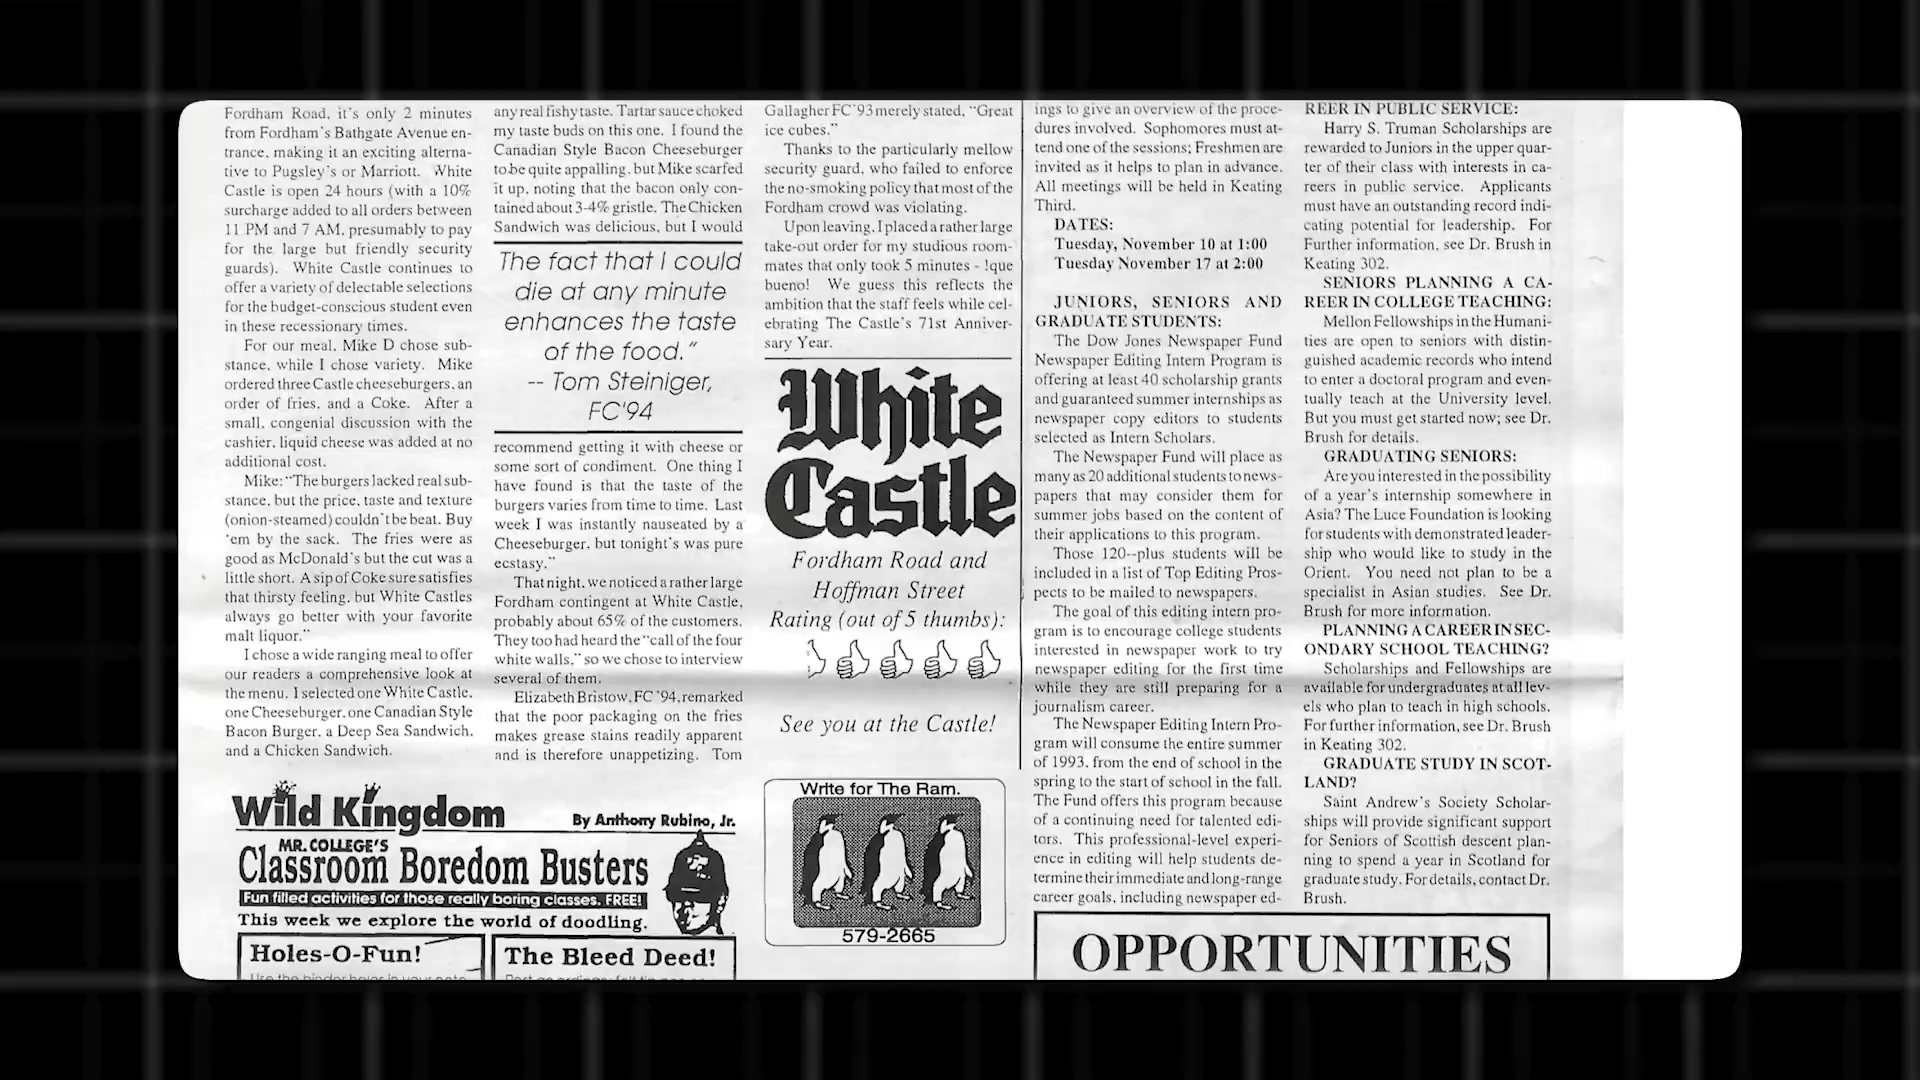 Fordham Road, it's only 2 minutes
from Fordham's Bathgate Avenue en-
trance, making it an exciting alterna-
tive to Pugsley's or Marriott. White
Castle is open 24 hours (with a 10%
surcharge added to all orders between
11 PM and 7 AM, presumably to pay
for the large but friendly security
guards). White Castle continues to
offer a variety of delectable selections
for the budget-conscious student even
in these recessionary times.
For our meal, Mike D chose sub-
stance, while I chose variety. Mike
ordered three Castle cheeseburgers, an
order of fries, and a Coke. After a
small, congenial discussion with the
cashier, liquid cheese was added at no
additional cost.
Mike: "The burgers lacked real sub-
stance, but the price, taste and texture
(onion-steamed) couldn't be beat. Buy
'em by the sack. The fries were as
good as McDonald's but the cut was a
little short. A sip of Coke sure satisfies
that thirsty feeling, but White Castles
always go better with your favorite
malt liquor."
I chose a wide ranging meal to offer
our readers a comprehensive look at
the menu. I selected one White Castle,
one Cheeseburger, one Canadian Style
Bacon Burger, a Deep Sea Sandwich,
and a Chicken Sandwich.
any real fishy taste. Tartar sauce choked
my taste buds on this one. I found the
Canadian Style Bacon Cheeseburger
to be quite appalling, but Mike scarfed
it up, noting that the bacon only con-
tained about 3-4% gristle. The Chicken
Sandwich was delicious, but I would
The fact that I could
die at any minute
enhances the taste
of the food."
-- Tom Steiniger,
FC'94
recommend getting it with cheese or
some sort of condiment. One thing I
have found is that the taste of the
burgers varies from time to time. Last
week I was instantly nauseated by a
Cheeseburger, but tonight's was pure
ecstasy."
That night, we noticed a rather large
Fordham contingent at White Castle,
probably about 65% of the customers.
They too had heard the "call of the four
white walls," so we chose to interview
several of them.
Elizabeth Bristow, FC '94, remarked
that the poor packaging on the fries
makes grease stains readily apparent
and is therefore unappetizing. Tom
Gallagher FC'93 merely stated, "Great
ice cubes."
Thanks to the particularly mellow
security guard, who failed to enforce
the no-smoking policy that most of the
Fordham crowd was violating.
Upon leaving, I placed a rather large
take-out order for my studious room-
mates that only took 5 minutes - !que
bueno! We guess this reflects the
ambition that the staff feels while cel-
ebrating The Castle's 71st Anniver-
sary Year.
White
Castle
Fordham Road and
Hoffman Street
Rating (out of 5 thumbs):
See you at the Castle!
Write for The Ram.
579-2665
Wild Kingdom
By Anthony Rubino, Jr.
MR. COLLEGE'S
Classroom Boredom Busters
Fun filled activities for those really boring classes. FREE!
This week we explore the world of doodling.
Holes-O-Fun!
The Bleed Deed!
ings to give an overview of the proce-
dures involved. Sophomores must at-
tend one of the sessions; Freshmen are
invited as it helps to plan in advance.
All meetings will be held in Keating
Third.
DATES:
Tuesday, November 10 at 1:00
Tuesday November 17 at 2:00
JUNIORS, SENIORS AND
GRADUATE STUDENTS:
The Dow Jones Newspaper Fund
Newspaper Editing Intern Program is
offering at least 40 scholarship grants
and guaranteed summer internships as
newspaper copy editors to students
selected as Intern Scholars.
The Newspaper Fund will place as
many as 20 additional students to news-
papers that may consider them for
summer jobs based on the content of
their applications to this program.
Those 120--plus students will be
included in a list of Top Editing Pros-
pects to be mailed to newspapers.
The goal of this editing intern pro-
gram is to encourage college students
interested in newspaper work to try
newspaper editing for the first time
while they are still preparing for a
journalism career.
The Newspaper Editing Intern Pro-
gram will consume the entire summer
of 1993, from the end of school in the
spring to the start of school in the fall.
The Fund offers this program because
of a continuing need for talented edi-
tors. This professional-level experi-
ence in editing will help students de-
termine their immediate and long-range
career goals, including newspaper ed-
REER IN PUBLIC SERVICE:
Harry S. Truman Scholarships are
rewarded to Juniors in the upper quar-
ter of their class with interests in ca-
reers in public service. Applicants
must have an outstanding record indi-
cating potential for leadership. For
Further information, see Dr. Brush in
Keating 302.
SENIORS PLANNING A CA-
REER IN COLLEGE TEACHING:
Mellon Fellowships in the Humani-
ties are open to seniors with distin-
guished academic records who intend
to enter a doctoral program and even-
tually teach at the University level.
But you must get started now; see Dr.
Brush for details.
GRADUATING SENIORS:
Are you interested in the possibility
of a year's internship somewhere in
Asia? The Luce Foundation is looking
for students with demonstrated leader-
ship who would like to study in the
Orient. You need not plan to be a
specialist in Asian studies. See Dr.
Brush for more information.
PLANNING A CAREER IN SEC-
ONDARY SCHOOL TEACHING?
Scholarships and Fellowships are
available for undergraduates at all lev-
els who plan to teach in high schools.
For further information, see Dr. Brush
in Keating 302.
GRADUATE STUDY IN SCOT-
LAND?
Saint Andrew's Society Scholar-
ships will provide significant support
for Seniors of Scottish descent plan-
ning to spend a year in Scotland for
graduate study. For details, contact Dr.
Brush.
OPPORTUNITIES